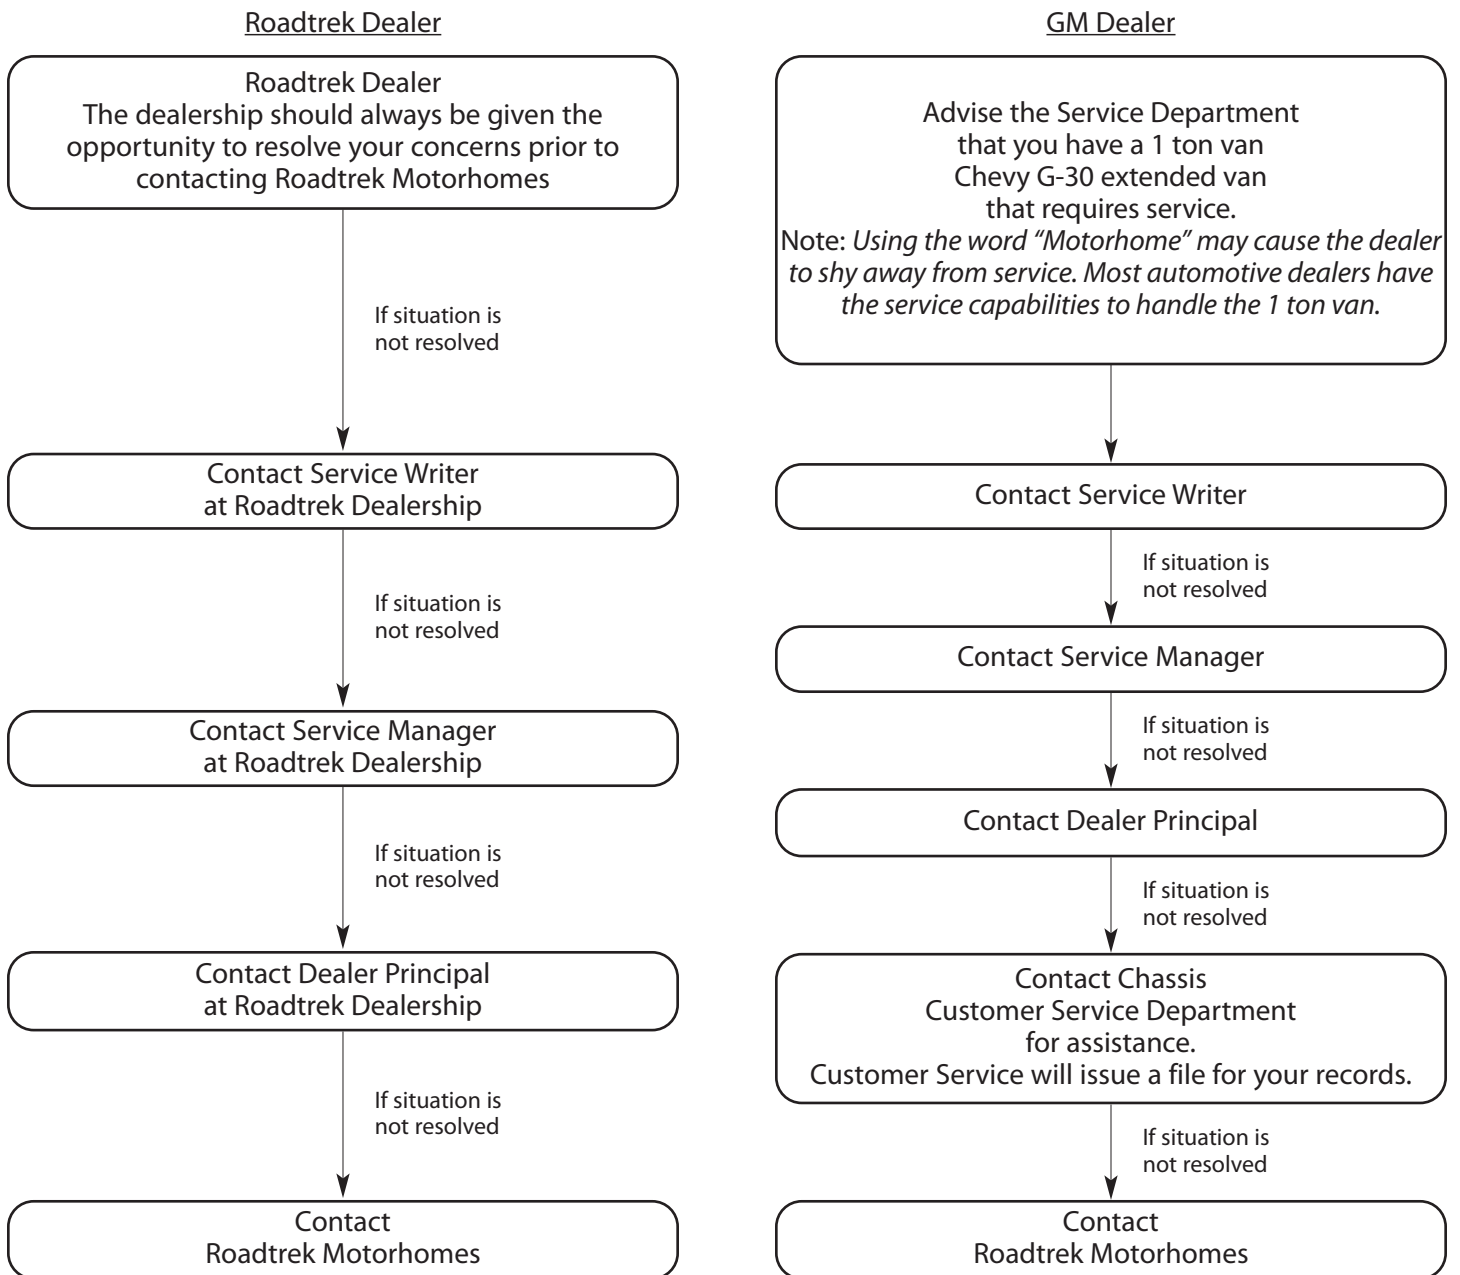 Roadtrek Dealer
Roadtrek Dealer
The dealership should always be given the
opportunity to resolve your concerns prior to
contacting Roadtrek Motorhomes
If situation is
not resolved
Contact Service Writer
at Roadtrek Dealership
If situation is
not resolved
Contact Service Manager
at Roadtrek Dealership
If situation is
not resolved
Contact Dealer Principal
at Roadtrek Dealership
If situation is
not resolved
Contact
Roadtrek Motorhomes
GM Dealer
Advise the Service Department
that you have a 1 ton van
Chevy G-30 extended van
that requires service.
Note: Using the word “Motorhome” may cause the dealer
to shy away from service. Most automotive dealers have
the service capabilities to handle the 1 ton van.
Contact Service Writer
If situation is
not resolved
Contact Service Manager
If situation is
not resolved
Contact Dealer Principal
If situation is
not resolved
Contact Chassis
Customer Service Department
for assistance.
Customer Service will issue a file for your records.
If situation is
not resolved
Contact
Roadtrek Motorhomes